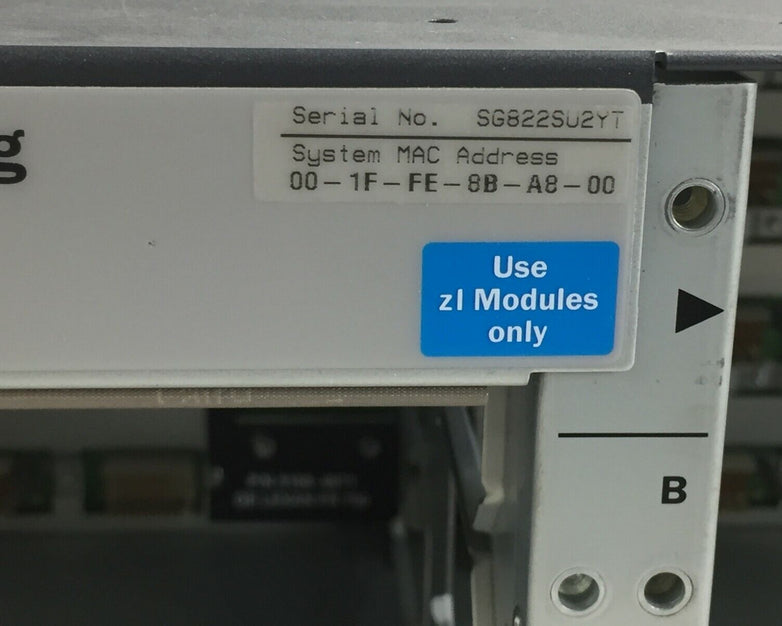 g
Serial No. SG822SU2YT
System MAC Address
00-1F-FE-8B-A8-00
Use
zl Modules
only
B